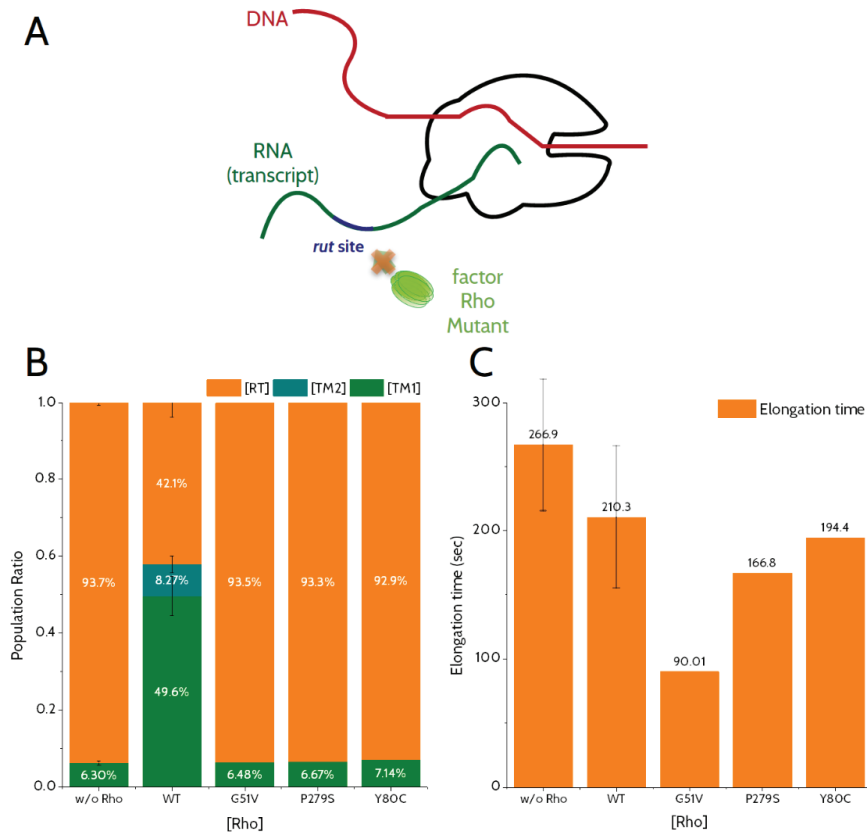 A
DNA
RNA
(transcript)
rut site
factor
Rho
Mutant
B
[RT] [TM2] [TM1]
Population Ratio
1.0
0.8
0.6
0.4
0.2
0.0
93.7%
6.30%
42.1%
8.27%
49.6%
93.5%
6.48%
93.3%
6.67%
92.9%
7.14%
w/o Rho WT G51V P279S Y80C
[Rho]
C
Elongation time
Elongation time (sec)
300
200
100
0
266.9
210.3
90.01
166.8
194.4
w/o Rho WT G51V P279S Y80C
[Rho]